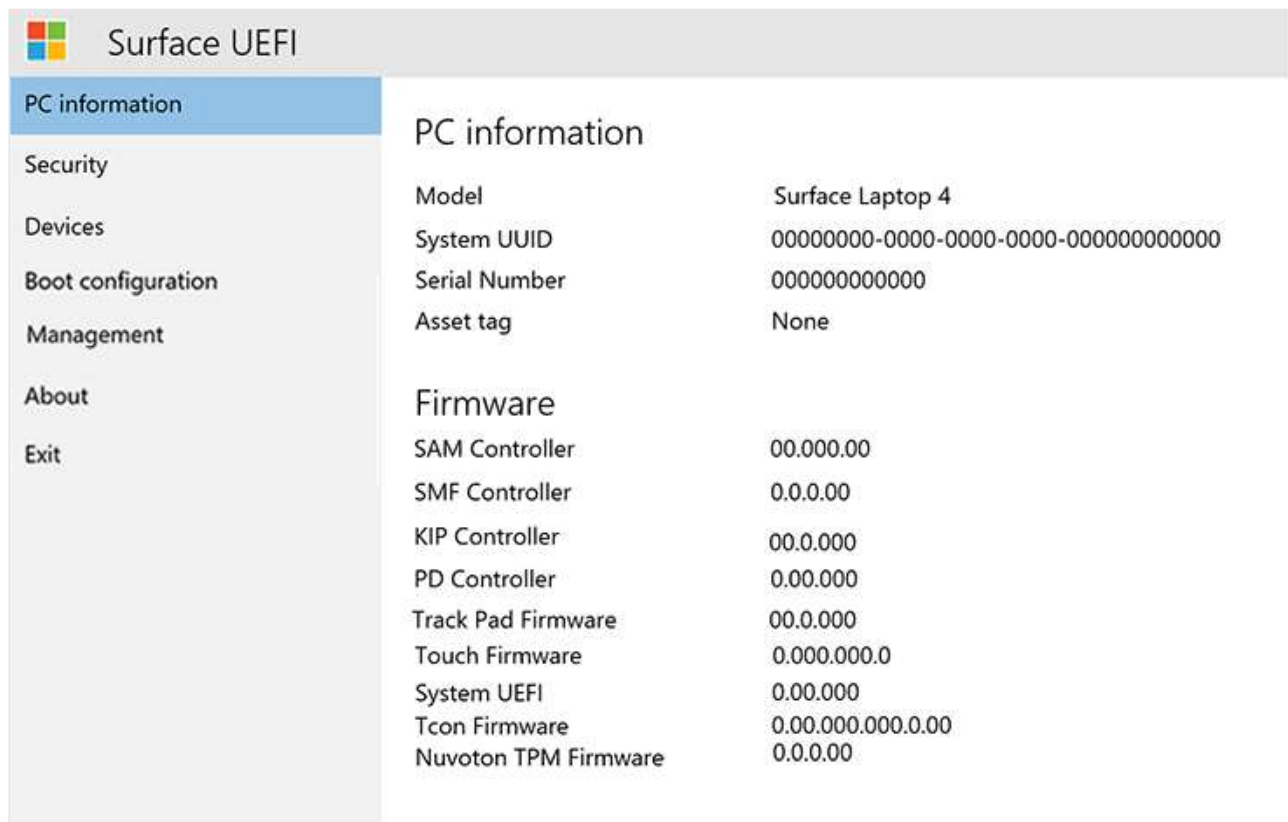 Surface UEFI
PC information
Security
Devices
Boot configuration
Management
About
Exit
PC information
Model Surface Laptop 4
System UUID 00000000-0000-0000-0000-000000000000
Serial Number 000000000000
Asset tag None
Firmware
SAM Controller 00.000.00
SMF Controller 0.0.0.00
KIP Controller 00.0.000
PD Controller 0.00.000
Track Pad Firmware 00.0.000
Touch Firmware 0.000.000.0
System UEFI 0.00.000
Tcon Firmware 0.00.000.000.0.00
Nuvoton TPM Firmware 0.0.0.00